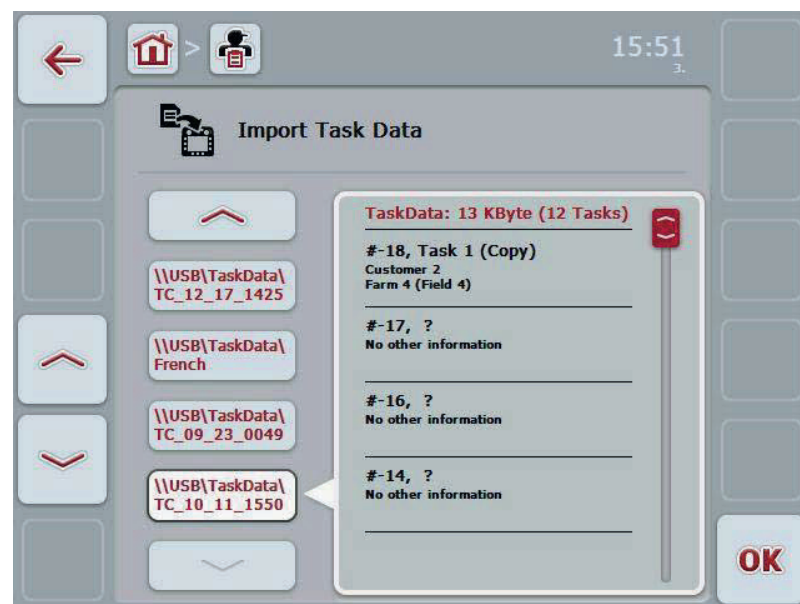 >
15:51
3.
Import Task Data
\\USB\TaskData\
TC_12_17_1425
\\USB\TaskData\
French
\\USB\TaskData\
TC_09_23_0049
\\USB\TaskData\
TC_10_11_1550
TaskData: 13 KByte (12 Tasks)
#-18, Task 1 (Copy)
Customer 2
Farm 4 (Field 4)
#-17, ?
No other information
#-16, ?
No other information
#-14, ?
No other information
OK